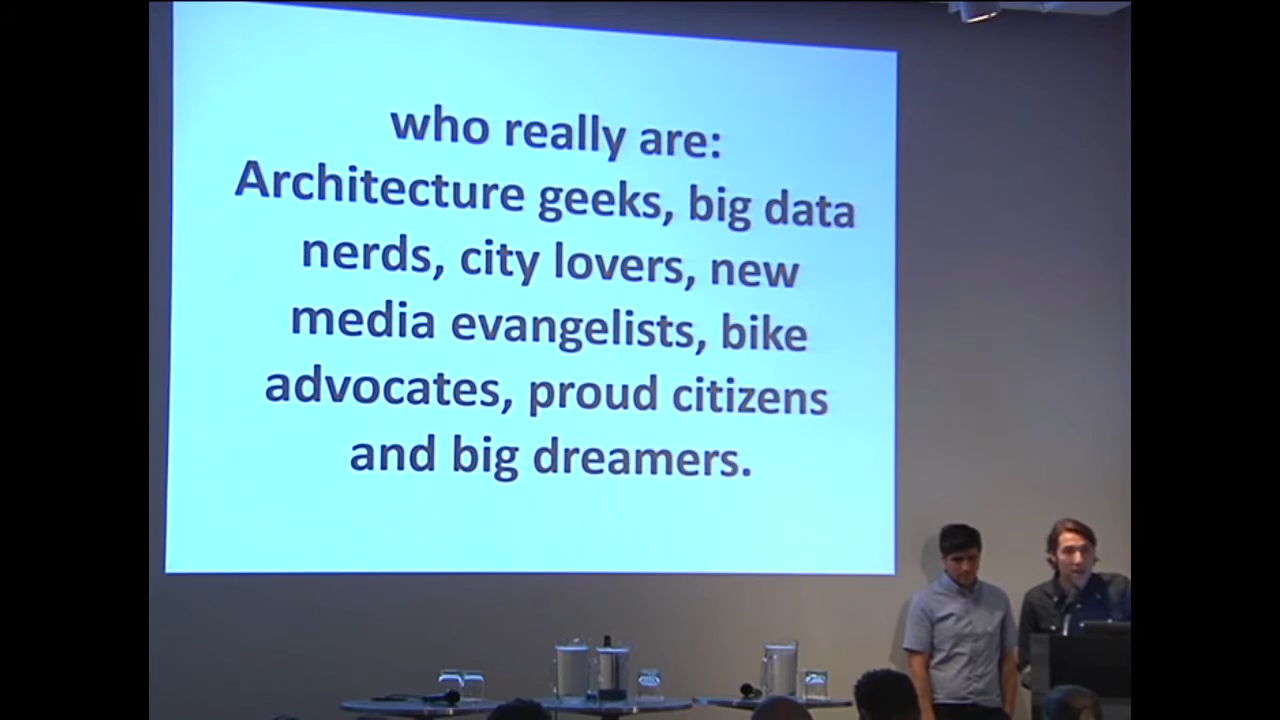 who really are:
Architecture geeks, big data
nerds, city lovers, new
media evangelists, bike
advocates, proud citizens
and big dreamers.